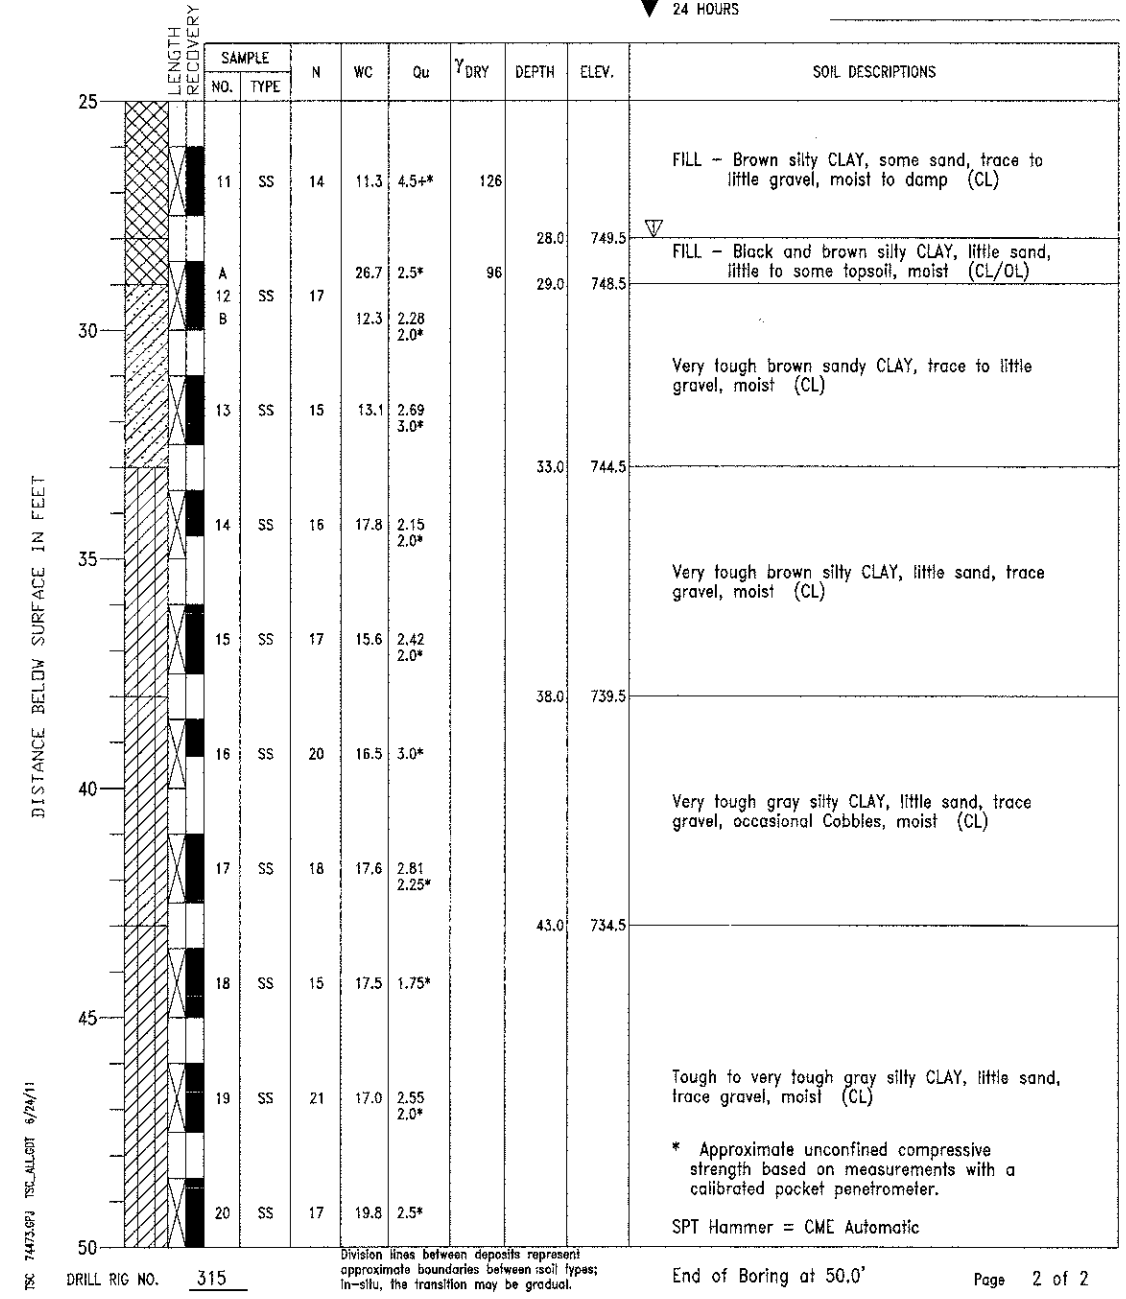 24 HOURS
LENGTH
RECOVERY
SAMPLE
NO. TYPE N WC Qu γDRY DEPTH ELEV. SOIL DESCRIPTIONS
DISTANCE BELOW SURFACE IN FEET
25
FILL - Brown silty CLAY, some sand, trace to
little gravel, moist to damp (CL)
11 SS 14 11.3 4.5+* 126
28.0 749.5
FILL - Black and brown silty CLAY, little sand,
little to some topsoil, moist (CL/OL)
A 26.7 2.5* 96
29.0 748.5
12 SS 17
B 12.3 2.28
30 2.0*
Very tough brown sandy CLAY, trace to little
gravel, moist (CL)
13 SS 15 13.1 2.69
3.0*
33.0 744.5
14 SS 16 17.8 2.15
2.0*
35
Very tough brown silty CLAY, little sand, trace
gravel, moist (CL)
15 SS 17 15.6 2.42
2.0*
38.0 739.5
16 SS 20 16.5 3.0*
40
Very tough gray silty CLAY, little sand, trace
gravel, occasional Cobbles, moist (CL)
17 SS 18 17.6 2.81
2.25*
43.0 734.5
18 SS 15 17.5 1.75*
45
Tough to very tough gray silty CLAY, little sand,
trace gravel, moist (CL)
19 SS 21 17.0 2.55
2.0*
* Approximate unconfined compressive
strength based on measurements with a
calibrated pocket penetrometer.
20 SS 17 19.8 2.5*
SPT Hammer = CME Automatic
50
TSC 74473.GPJ TSC_ALL.GDT 6/24/11
DRILL RIG NO. 315
Division lines between deposits represent
approximate boundaries between soil types;
in-situ, the transition may be gradual.
End of Boring at 50.0'
Page 2 of 2